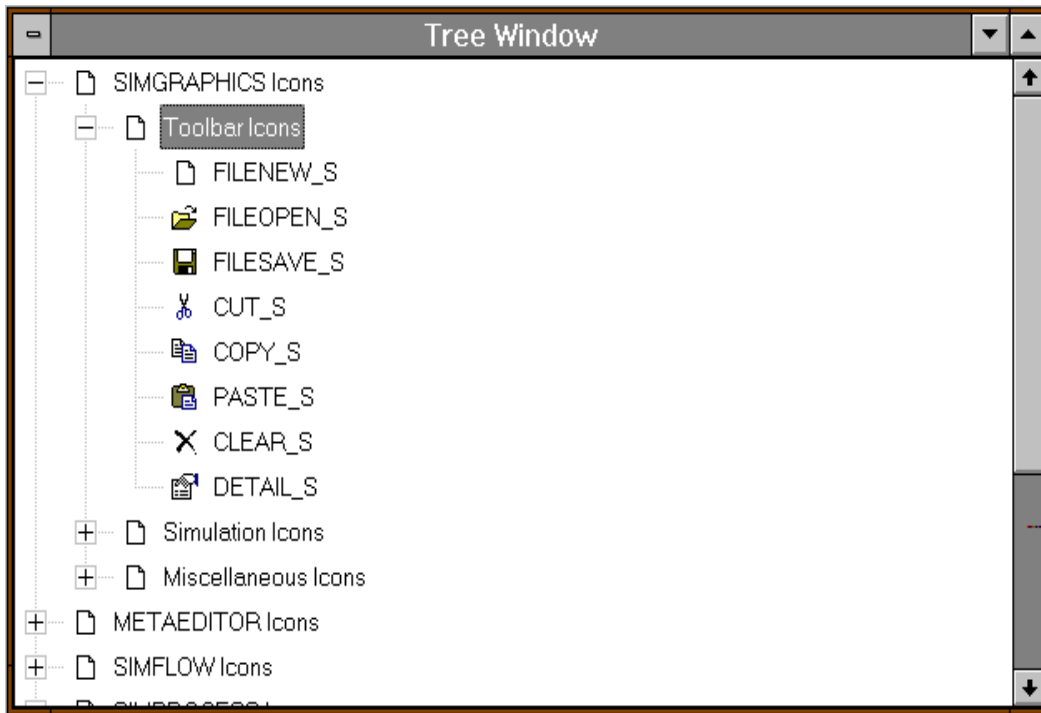 Tree Window
SIMGRAPHICS Icons
Toolbar Icons
FILENEW_S
FILEOPEN_S
FILESAVE_S
CUT_S
COPY_S
PASTE_S
CLEAR_S
DETAIL_S
Simulation Icons
Miscellaneous Icons
METAEDITOR Icons
SIMFLOW Icons